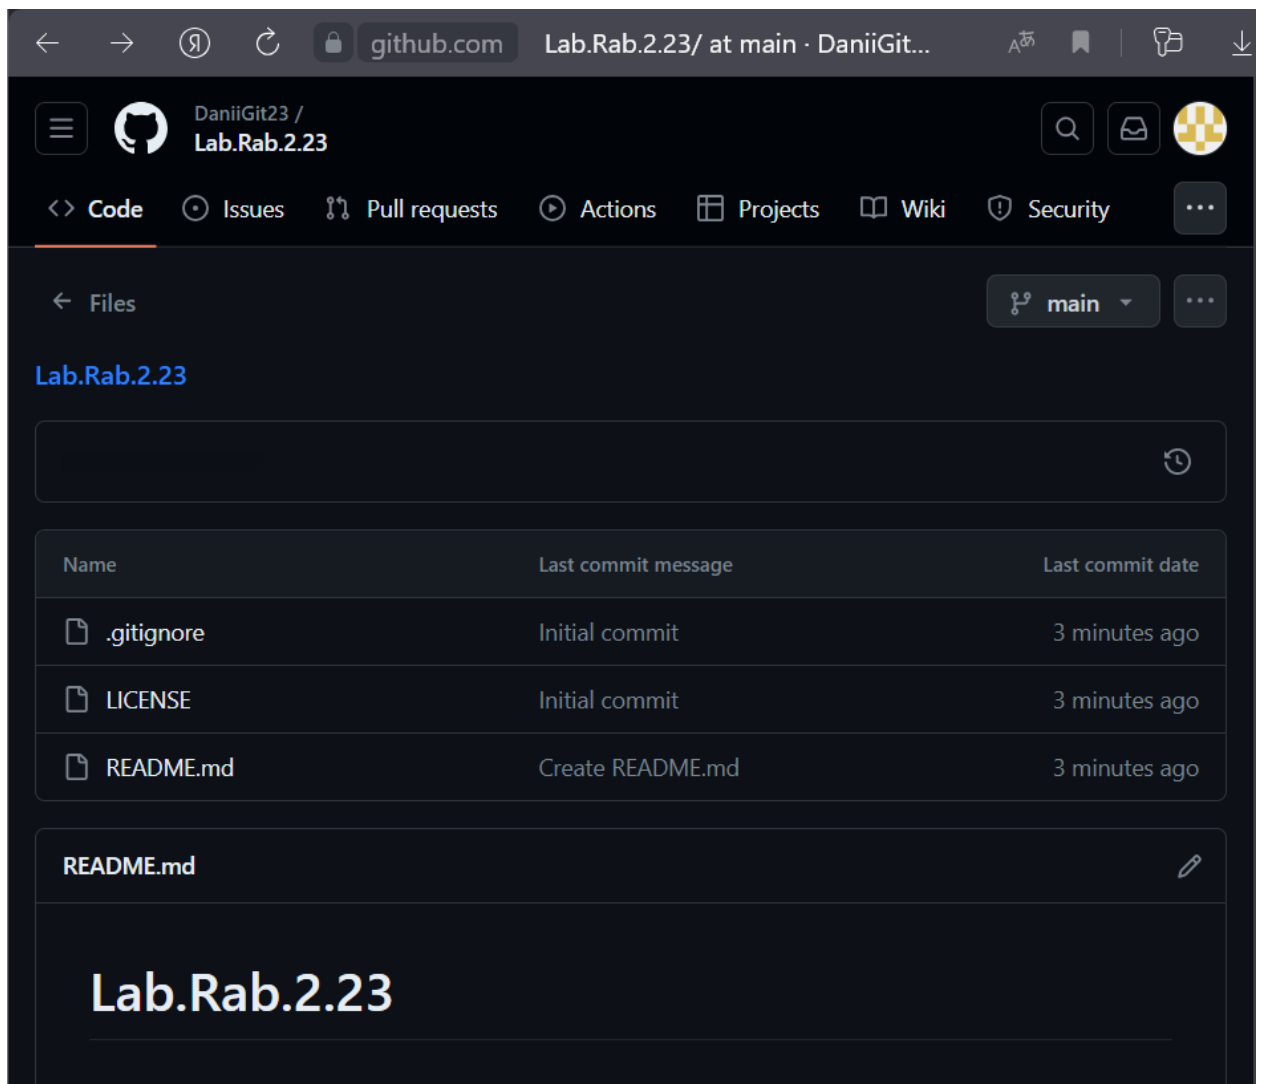 Я github.com Lab.Rab.2.23/ at main · DaniiGit... Aあ
DaniiGit23 /
Lab.Rab.2.23
<> Code Issues Pull requests Actions Projects Wiki Security ...
← Files main ...
Lab.Rab.2.23
Name Last commit message Last commit date
.gitignore Initial commit 3 minutes ago
LICENSE Initial commit 3 minutes ago
README.md Create README.md 3 minutes ago
README.md
Lab.Rab.2.23